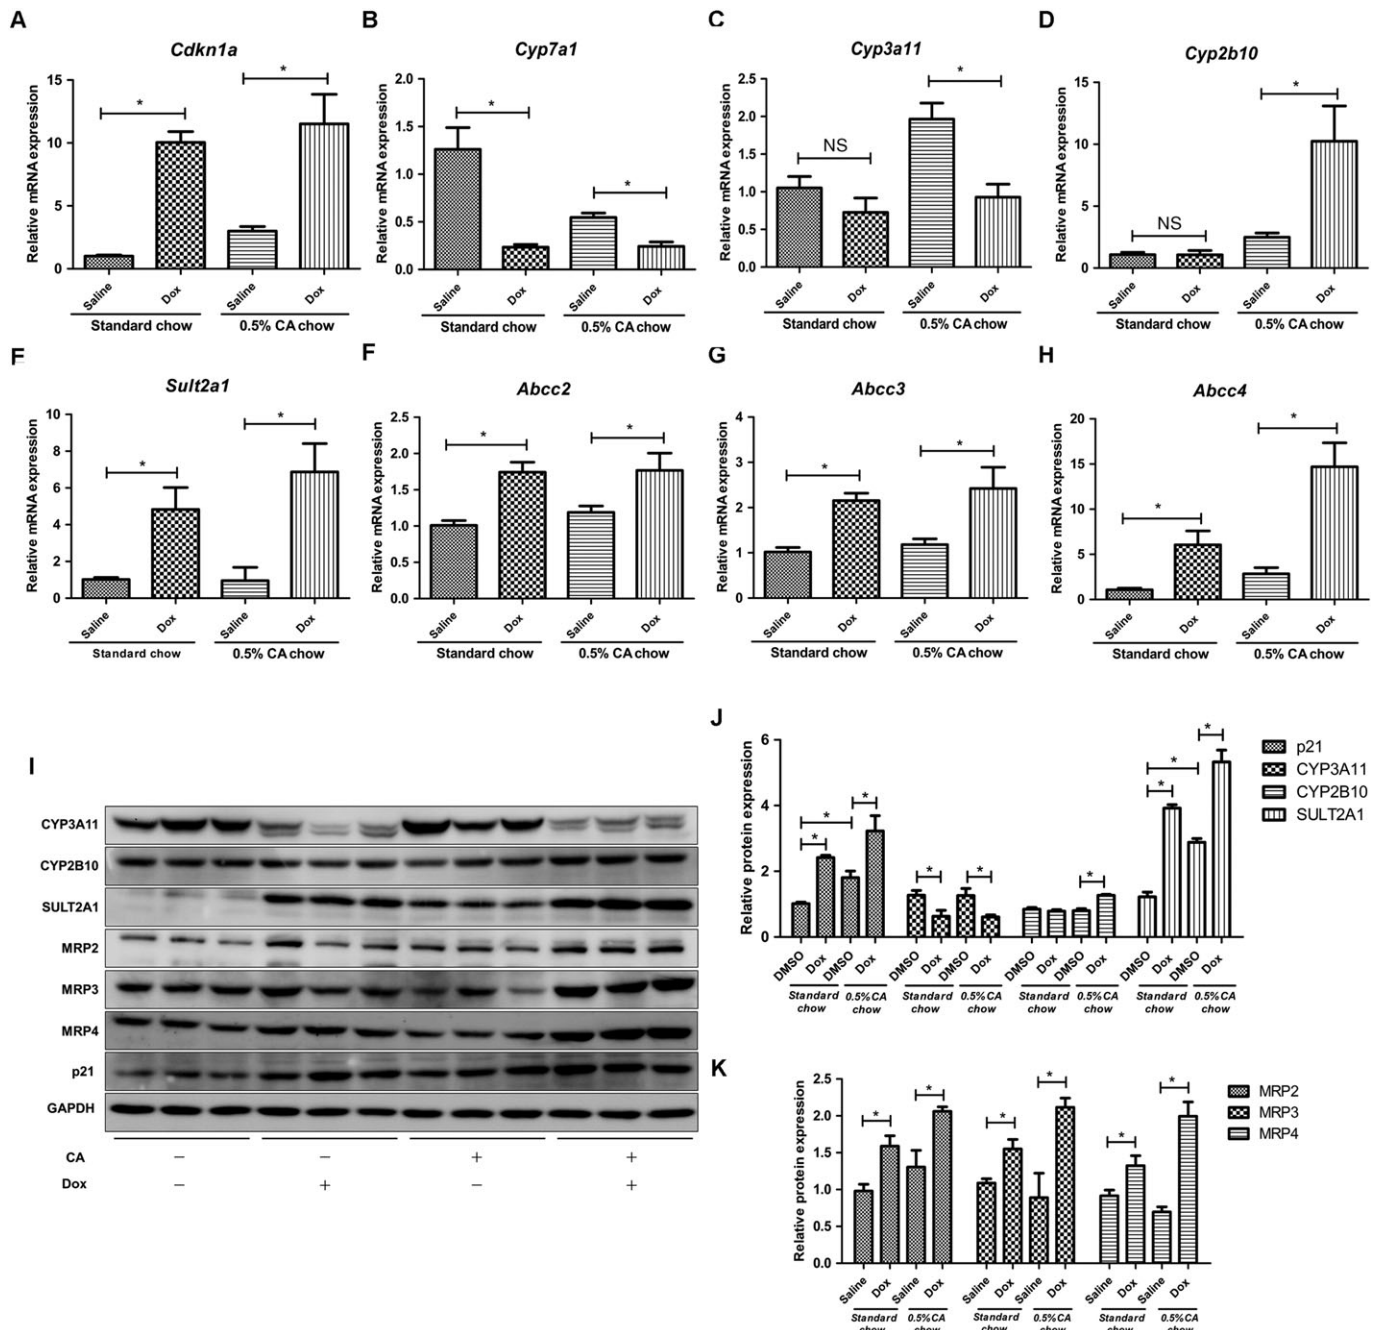 A
Cdkn1a
Relative mRNA expression
15
10
5
0
*
*
Saline
Dox
Saline
Dox
Standard chow
0.5% CA chow
B
Cyp7a1
Relative mRNA expression
2.0
1.5
1.0
0.5
0.0
*
*
Saline
Dox
Saline
Dox
Standard chow
0.5% CA chow
C
Cyp3a11
Relative mRNA expression
2.5
2.0
1.5
1.0
0.5
0.0
NS
*
Saline
Dox
Saline
Dox
Standard chow
0.5% CA chow
D
Cyp2b10
Relative mRNA expression
15
10
5
0
NS
*
Saline
Dox
Saline
Dox
Standard chow
0.5% CA chow
Sult2a1
Relative mRNA expression
10
8
6
4
2
0
*
*
Saline
Dox
Saline
Dox
Standard chow
0.5% CA chow
F
Abcc2
Relative mRNA expression
2.5
2.0
1.5
1.0
0.5
0.0
*
*
Saline
Dox
Saline
Dox
Standard chow
0.5% CA chow
G
Abcc3
Relative mRNA expression
4
3
2
1
0
*
*
Saline
Dox
Saline
Dox
Standard chow
0.5% CA chow
H
Abcc4
Relative mRNA expression
20
15
10
5
0
*
*
Saline
Dox
Saline
Dox
Standard chow
0.5% CA chow
I
CYP3A11
CYP2B10
SULT2A1
MRP2
MRP3
MRP4
p21
GAPDH
CA − − + +
Dox − + − +
J
Relative protein expression
6
4
2
0
* * *
* *
*
* * *
p21
CYP3A11
CYP2B10
SULT2A1
DMSO Dox DMSO Dox DMSO Dox DMSO Dox DMSO Dox DMSO Dox DMSO Dox DMSO Dox
Standard chow 0.5%CA chow Standard chow 0.5%CA chow Standard chow 0.5%CA chow Standard chow 0.5%CA chow
K
Relative protein expression
2.5
2.0
1.5
1.0
0.5
0.0
* * * * * *
MRP2
MRP3
MRP4
Saline Dox Saline Dox Saline Dox Saline Dox Saline Dox Saline Dox
Standard chow 0.5%CA chow Standard chow 0.5%CA chow Standard chow 0.5%CA chow